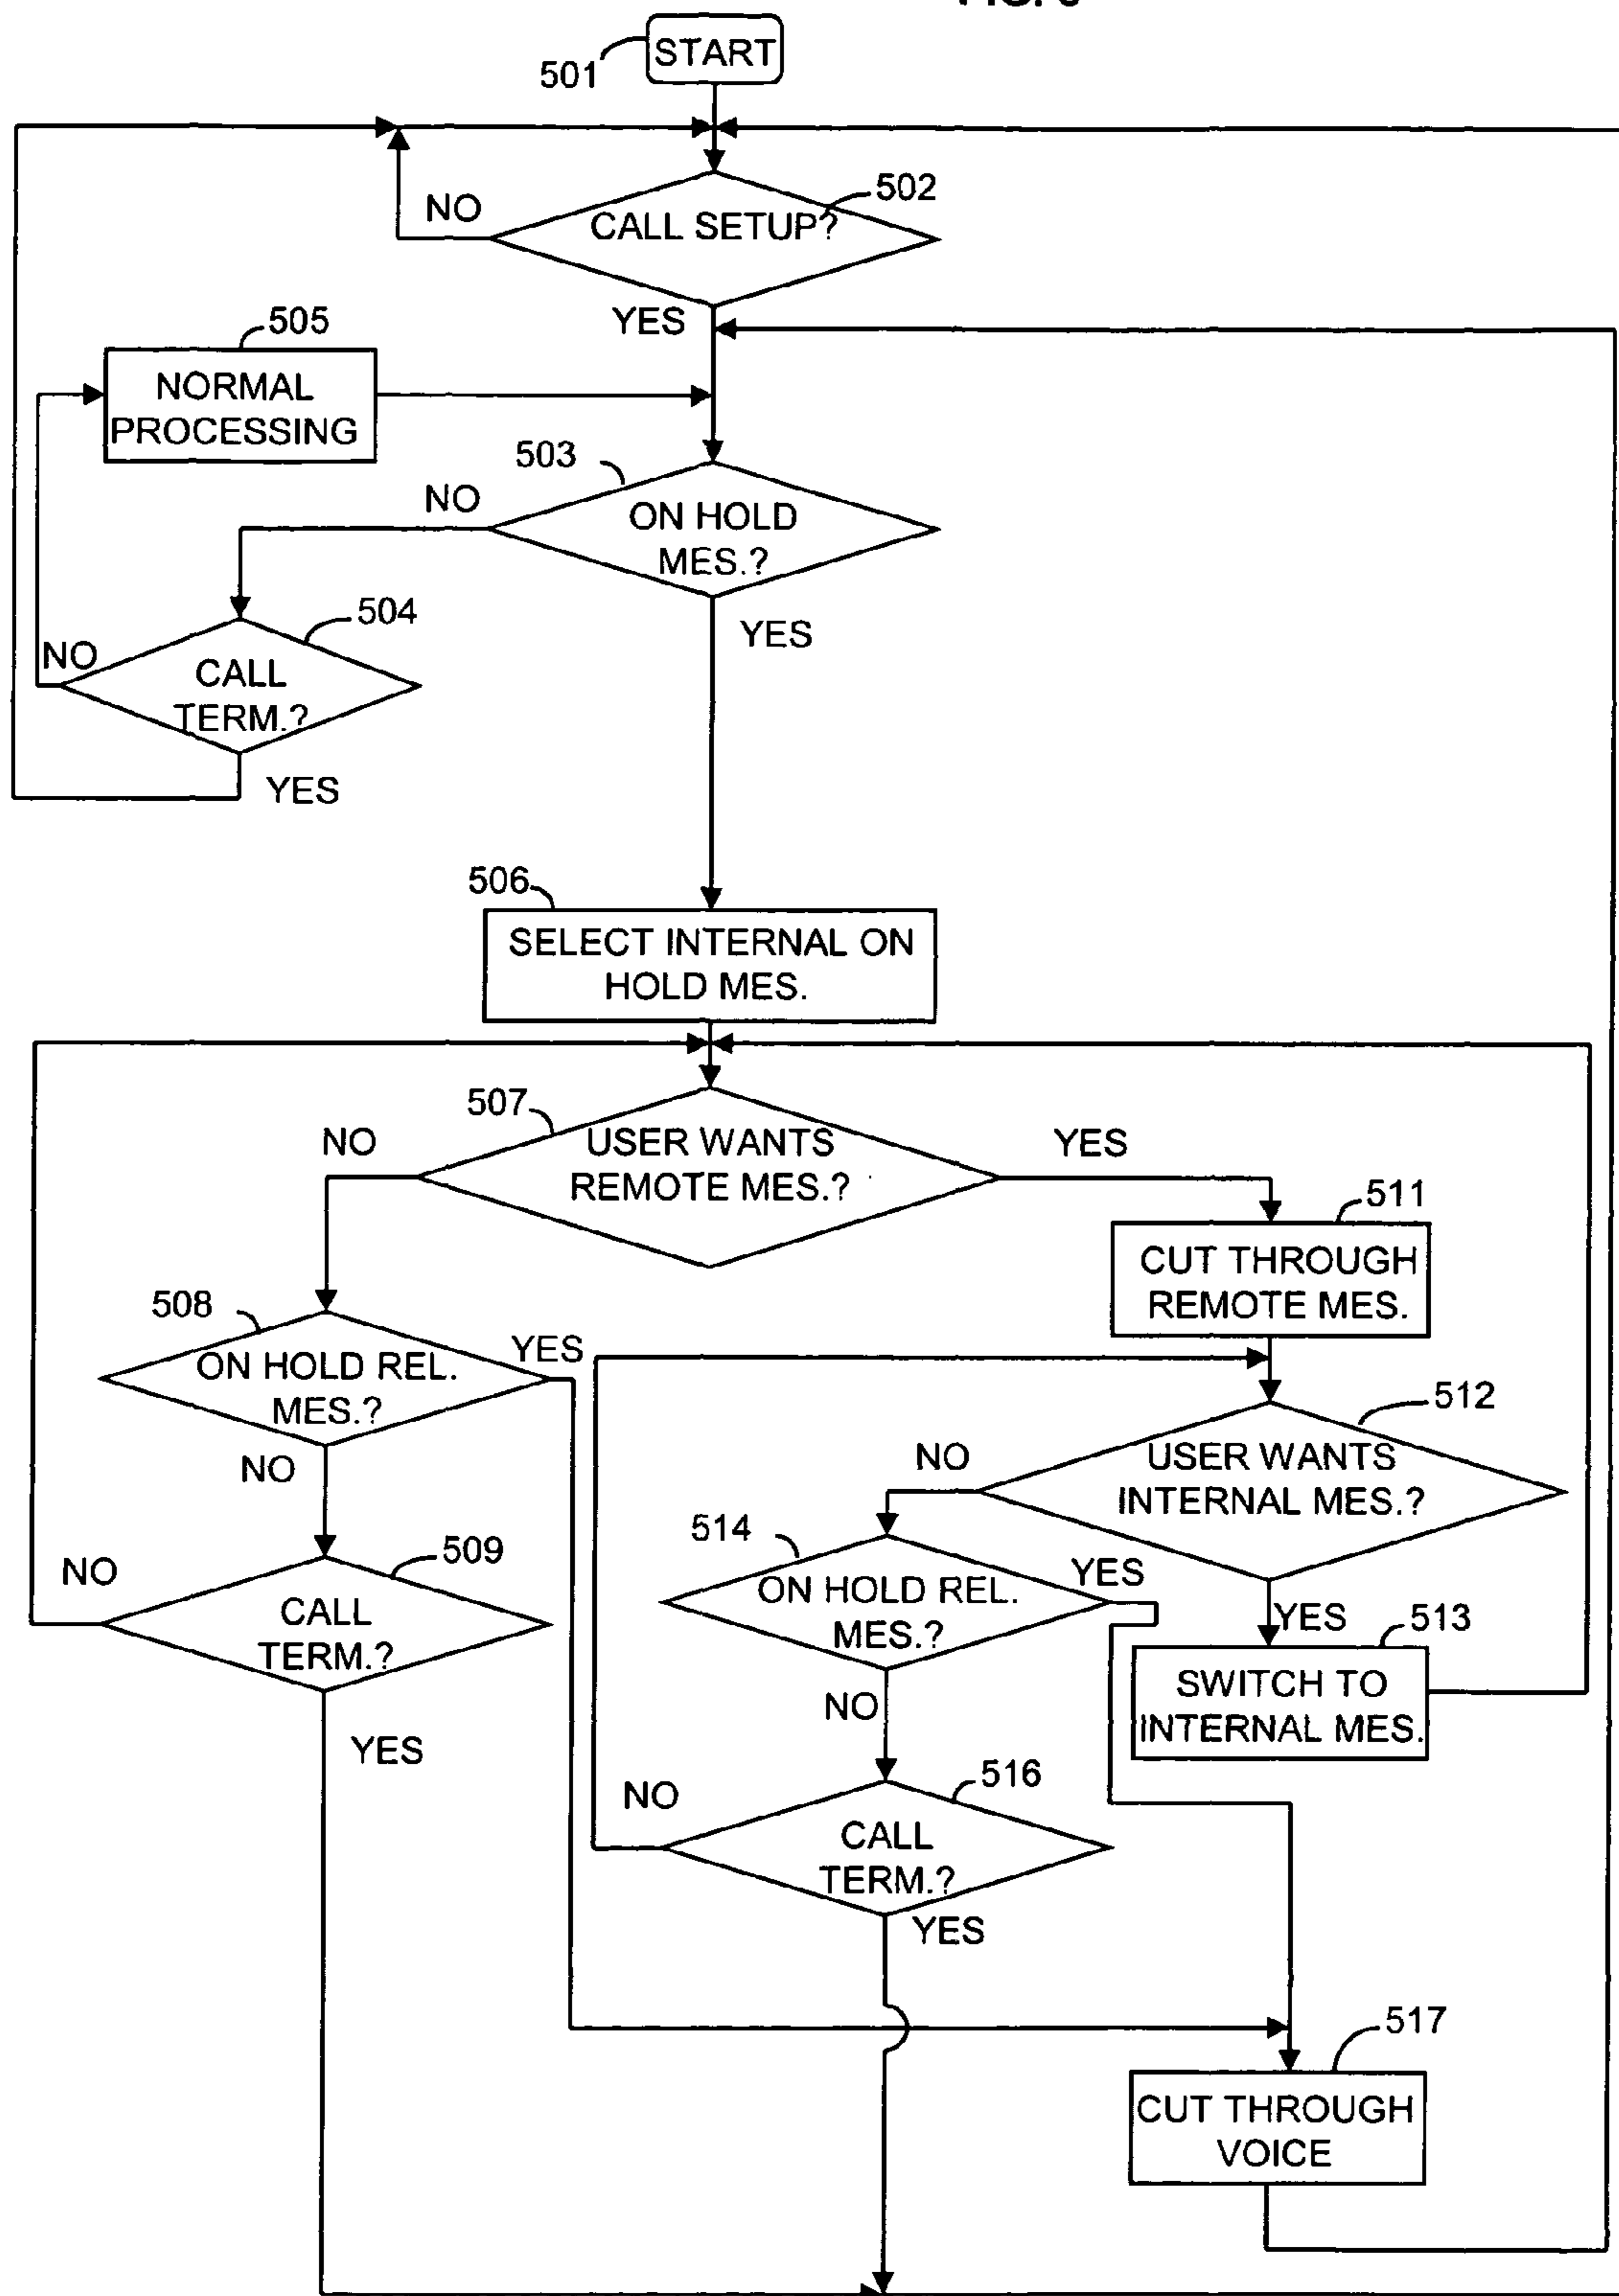 START
501
502
NO
CALL SETUP?
YES
505
NORMAL
PROCESSING
503
NO
ON HOLD
MES.?
504
YES
NO
CALL
TERM.?
YES
506
SELECT INTERNAL ON
HOLD MES.
507
NO
USER WANTS
REMOTE MES.?
YES
511
CUT THROUGH
REMOTE MES.
508
YES
ON HOLD REL.
MES.?
512
NO
USER WANTS
INTERNAL MES.?
NO
514
509
YES
NO
ON HOLD REL.
MES.?
CALL
TERM.?
YES
513
SWITCH TO
INTERNAL MES.
NO
YES
516
NO
CALL
TERM.?
YES
517
CUT THROUGH
VOICE